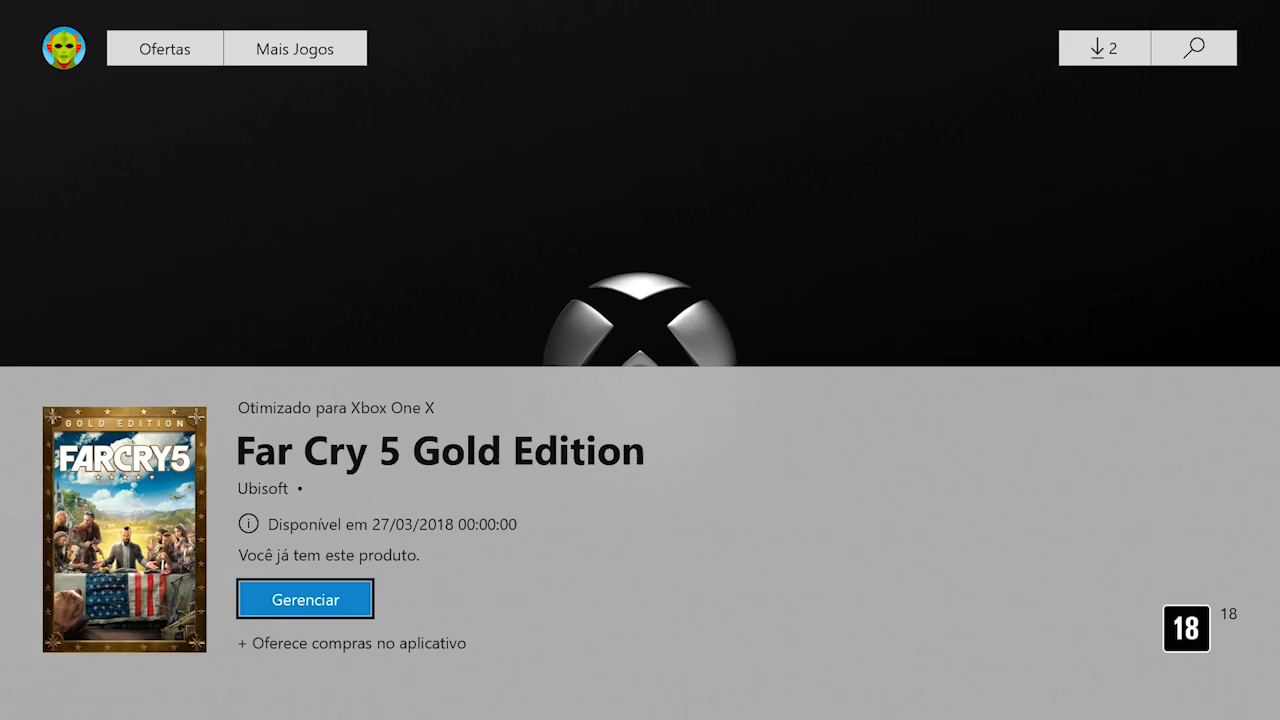 Ofertas
Mais Jogos
2
Otimizado para Xbox One X
Far Cry 5 Gold Edition
Ubisoft •
Disponível em 27/03/2018 00:00:00
Você já tem este produto.
Gerenciar
+ Oferece compras no aplicativo
GOLD EDITION
FARCRY5
18
18